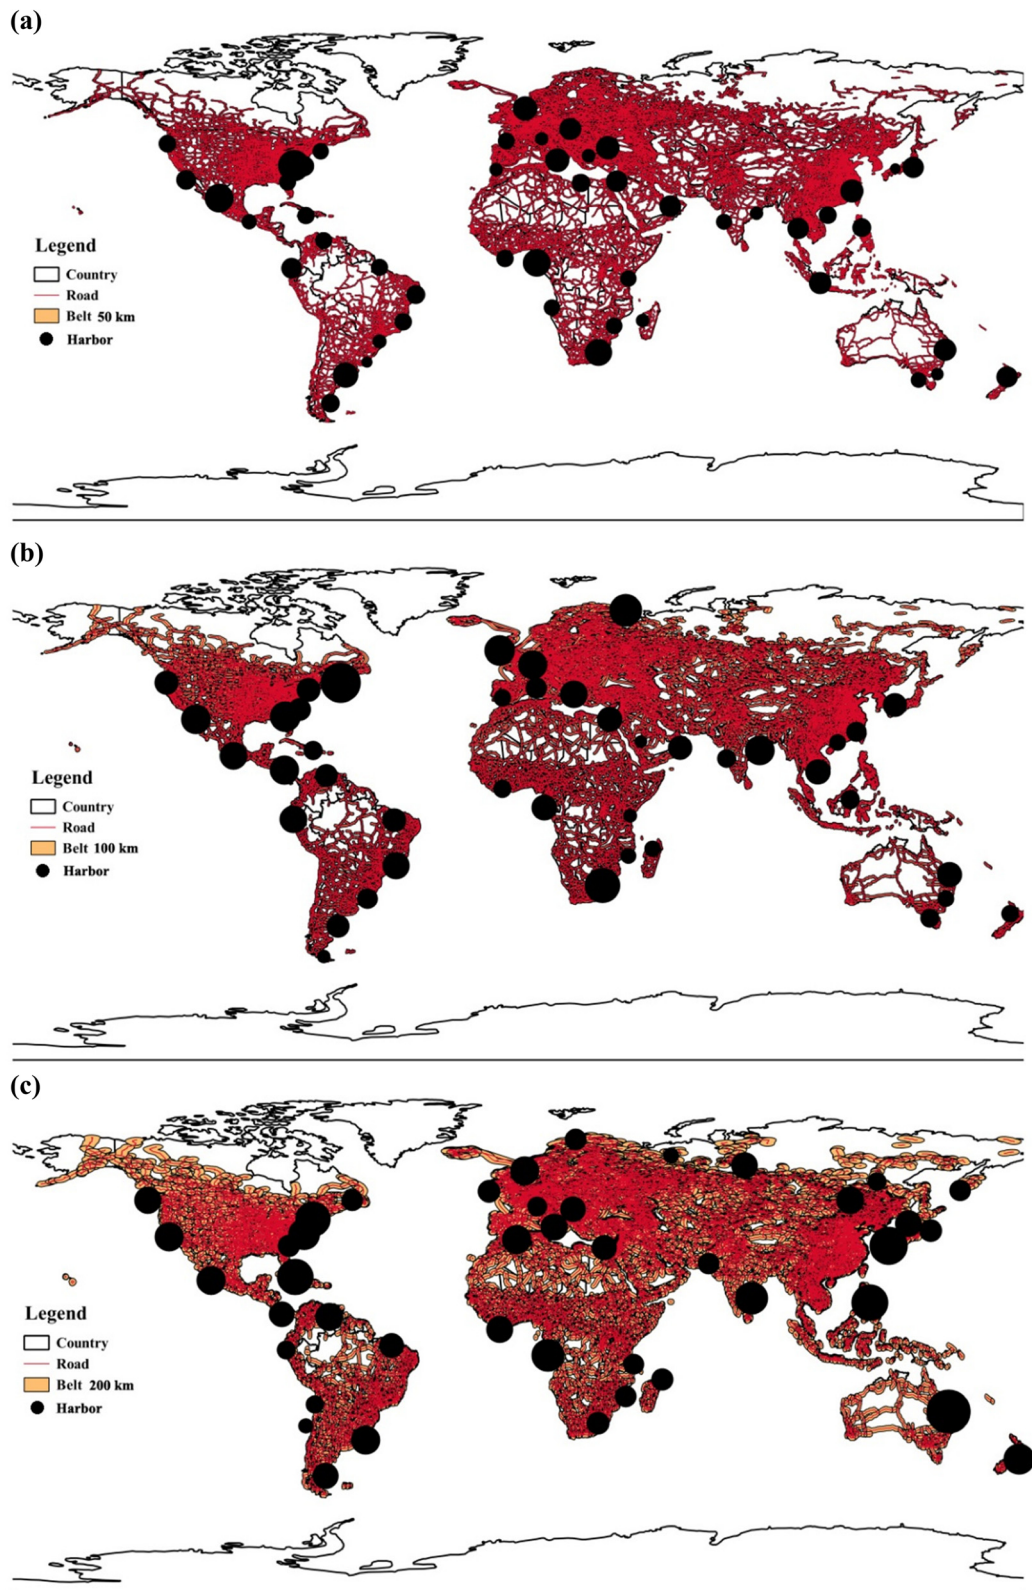 (a)
Legend
Country
Road
Belt 50 km
Harbor
(b)
Legend
Country
Road
Belt 100 km
Harbor
(c)
Legend
Country
Road
Belt 200 km
Harbor